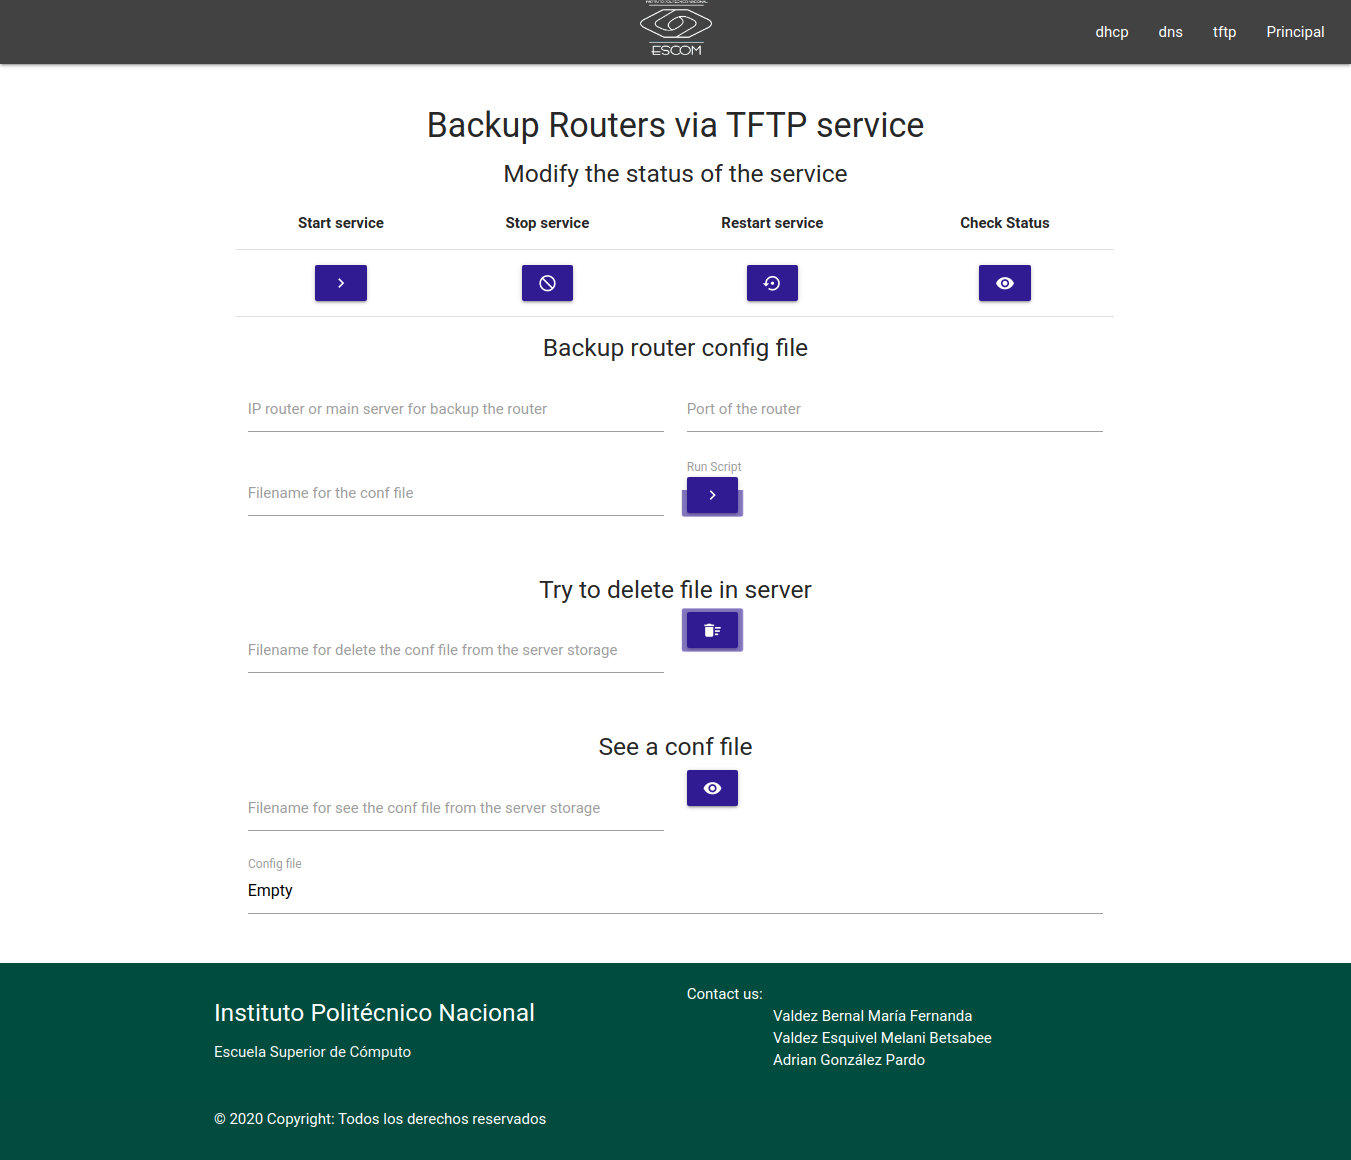 INSTITUTO POLITECNICO NACIONAL
ESCOM
dhcp dns tftp Principal
Backup Routers via TFTP service
Modify the status of the service
Start service Stop service Restart service Check Status
Backup router config file
IP router or main server for backup the router Port of the router
Run Script
Filename for the conf file
Try to delete file in server
Filename for delete the conf file from the server storage
See a conf file
Filename for see the conf file from the server storage
Config file
Empty
Contact us:
Instituto Politécnico Nacional
Valdez Bernal María Fernanda
Valdez Esquivel Melani Betsabee
Escuela Superior de Cómputo
Adrian González Pardo
© 2020 Copyright: Todos los derechos reservados